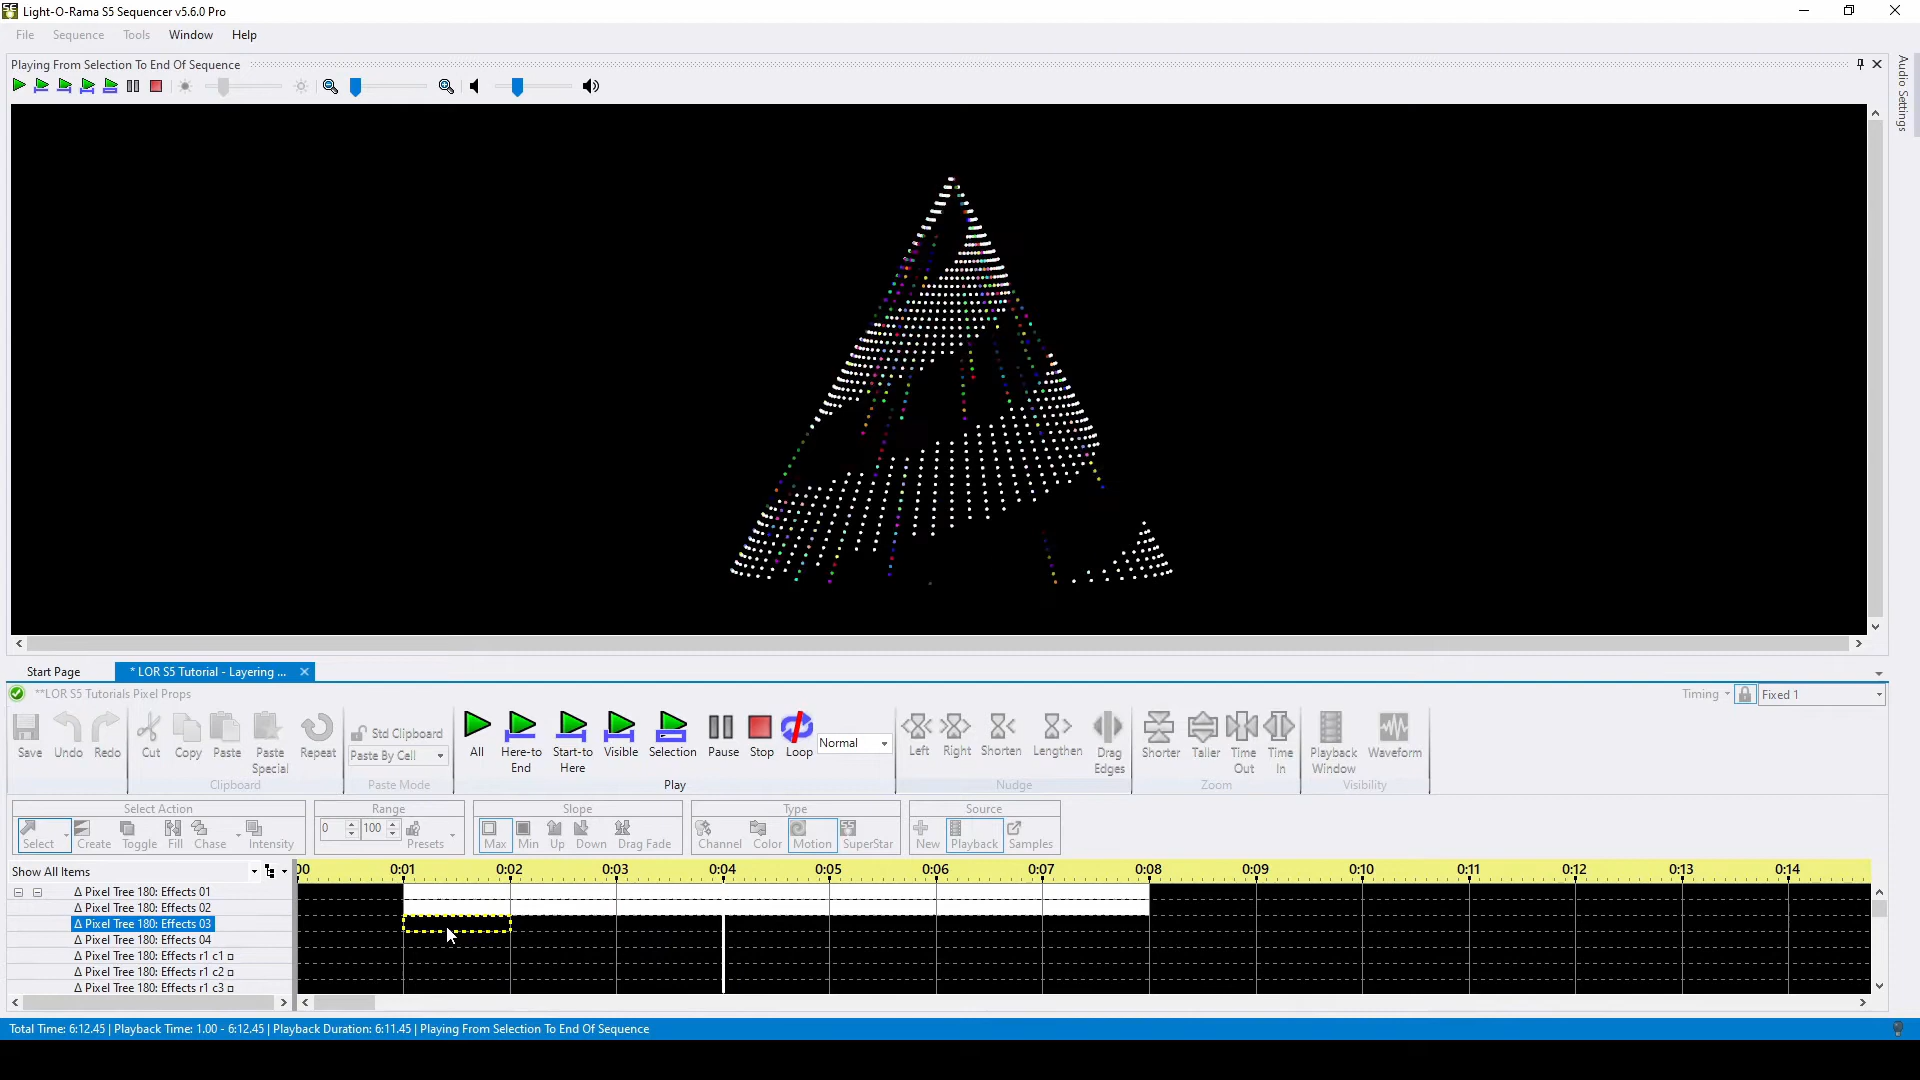 Light-O-Rama S5 Sequencer v5.6.0 Pro
File Sequence Tools Window Help
Playing From Selection To End Of Sequence
Audio Settings
Start Page * LOR S5 Tutorial - Layering ...
**LOR S5 Tutorials Pixel Props Timing Fixed 1
Save Undo Redo Cut Copy Paste Paste Special Repeat Std Clipboard Paste By Cell All Here-to End Start-to Here Visible Selection Pause Stop Loop Normal Left Right Shorten Lengthen Drag Edges Shorter Taller Time Out Time In Playback Window Waveform
Clipboard Paste Mode Play Nudge Zoom Visibility
Select Action Range Slope Type Source
0 100
Select Create Toggle Fill Chase Intensity Presets Max Min Up Down Drag Fade Channel Color Motion SuperStar New Playback Samples
Show All Items 00 0:01 0:02 0:03 0:04 0:05 0:06 0:07 0:08 0:09 0:10 0:11 0:12 0:13 0:14
Δ Pixel Tree 180: Effects 01
Δ Pixel Tree 180: Effects 02
Δ Pixel Tree 180: Effects 03
Δ Pixel Tree 180: Effects 04
Δ Pixel Tree 180: Effects r1 c1
Δ Pixel Tree 180: Effects r1 c2
Δ Pixel Tree 180: Effects r1 c3
Total Time: 6:12.45 | Playback Time: 1.00 - 6:12.45 | Playback Duration: 6:11.45 | Playing From Selection To End Of Sequence